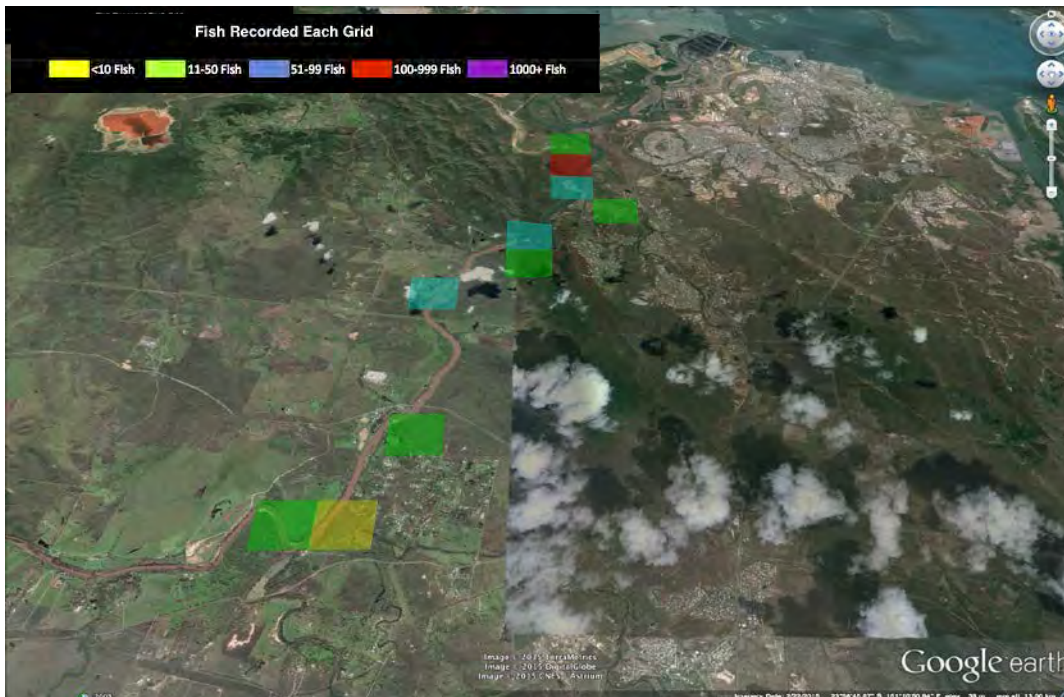 Fish Recorded Each Grid
<10 Fish
11-50 Fish
51-99 Fish
100-999 Fish
1000+ Fish
Image © 2015 TerraMetrics
Image © 2015 DigitalGlobe
Image © 2015 CNES / Astrium
Google earth